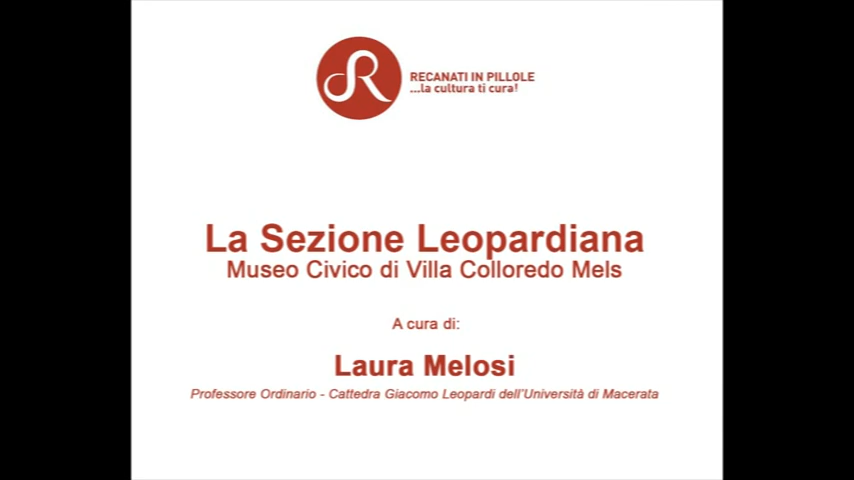 RECANATI IN PILLOLE
...la cultura ti cura!
La Sezione Leopardiana
Museo Civico di Villa Colloredo Mels
A cura di:
Laura Melosi
Professore Ordinario - Cattedra Giacomo Leopardi dell'Università di Macerata